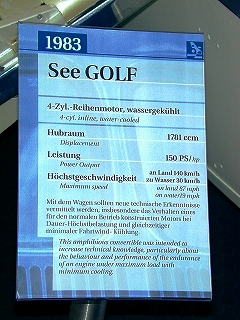 1983
See GOLF
4-Zyl.-Reihenmotor, wassergekühlt
4-cyl. inline, water-cooled
Hubraum 1781 ccm
Displacement
Leistung 150 PS/hp
Power Output
Höchstgeschwindigkeit an Land 140 km/h
zu Wasser 30 km/h
Maximum speed on land 87 mph
on water 19 mph
Mit dem Wagen sollten neue technische Erkenntnisse
vermittelt werden, insbesondere das Verhalten eines
für den normalen Betrieb konstruierten Motors bei
Dauer-Höchstbelastung und gleichzeitiger
minimaler Fahrtwind-Kühlung.
This amphibious convertible was intended to
increase technical knowledge, particularly about
the behaviour and performance of the endurance
of an engine under maximum load with
minimum cooling.